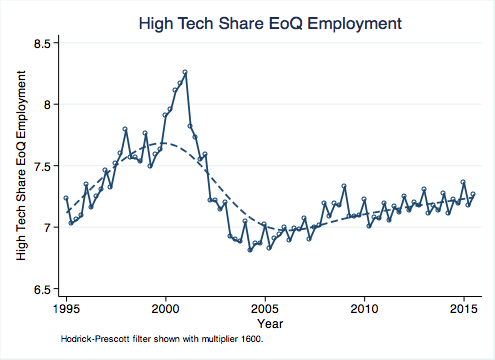 High Tech Share EoQ Employment
8.5
8
7.5
7
6.5
High Tech Share EoQ Employment
1995
2000
2005
2010
2015
Year
Hodrick-Prescott filter shown with multiplier 1600.